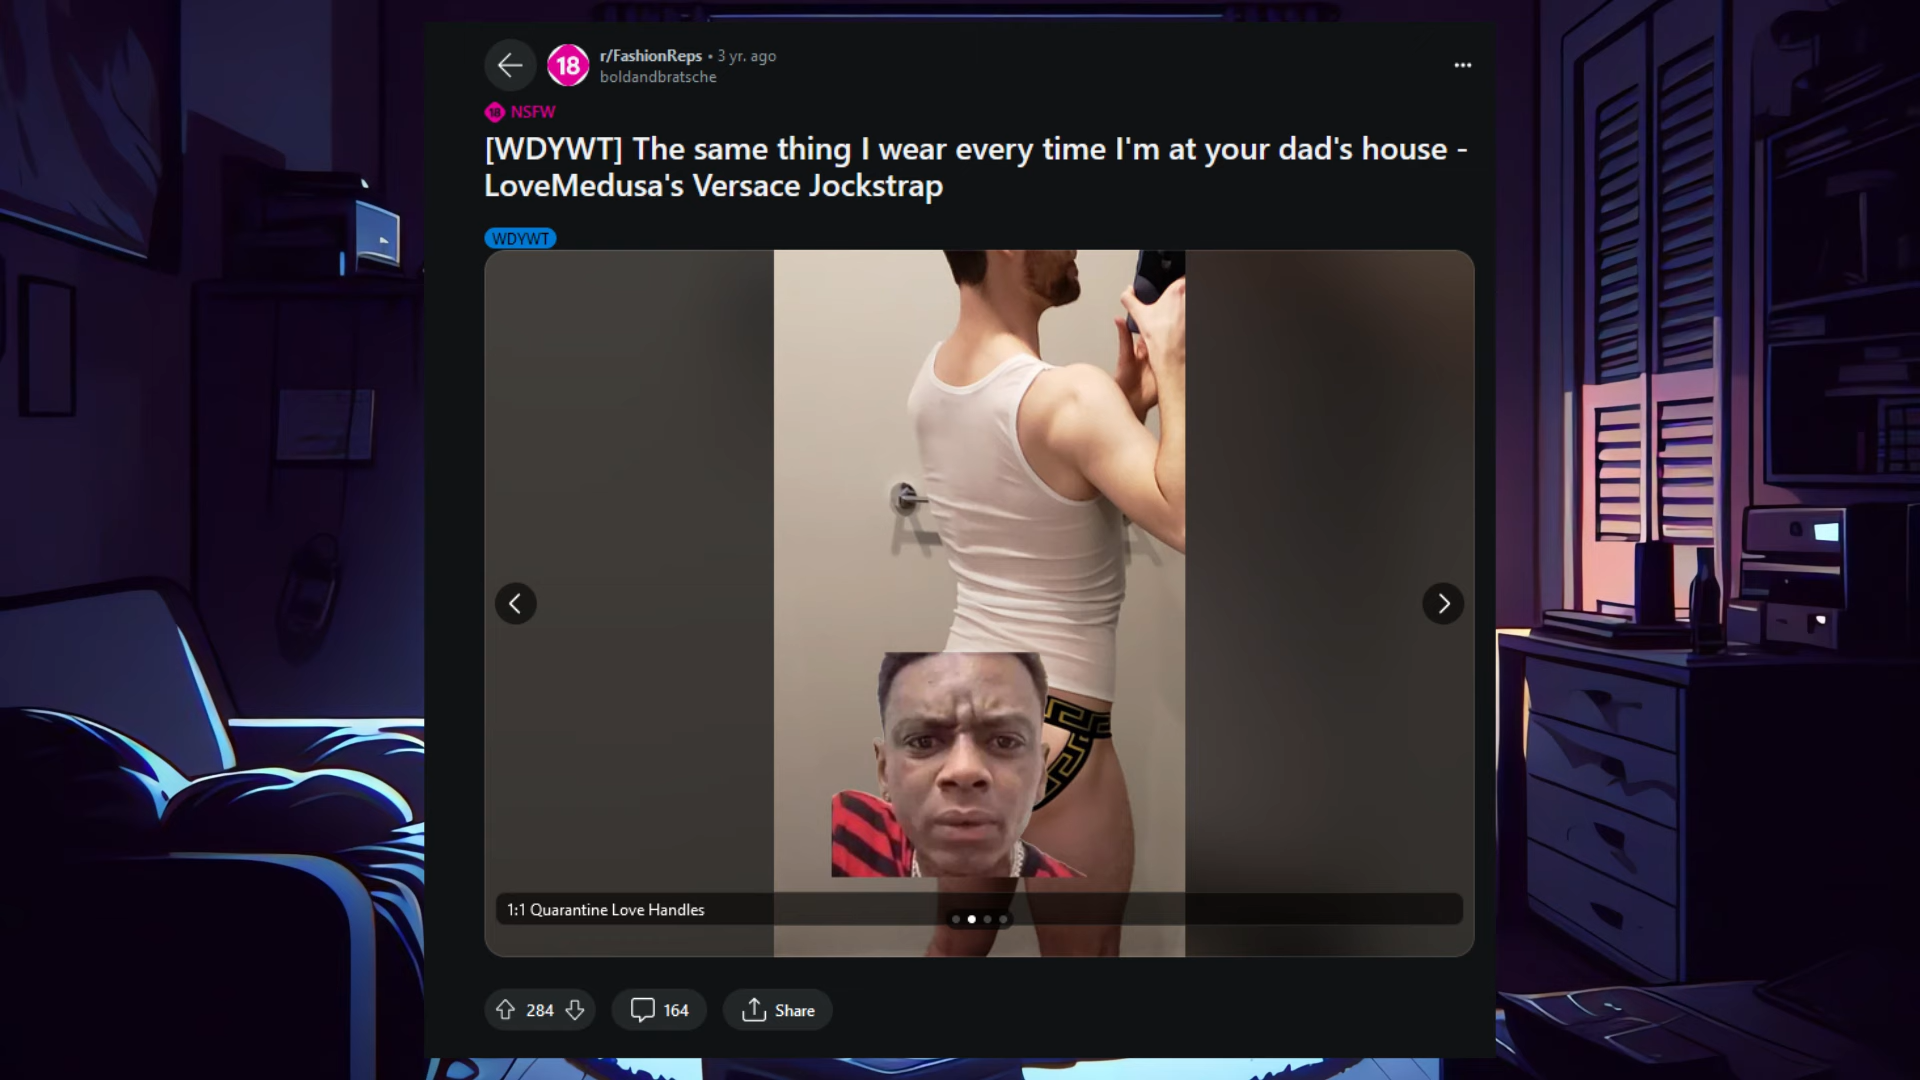 18 r/FashionReps • 3 yr. ago
boldandbratsche
18 NSFW
[WDYWT] The same thing I wear every time I'm at your dad's house -
LoveMedusa's Versace Jockstrap
WDYWT
1:1 Quarantine Love Handles
284
164
Share